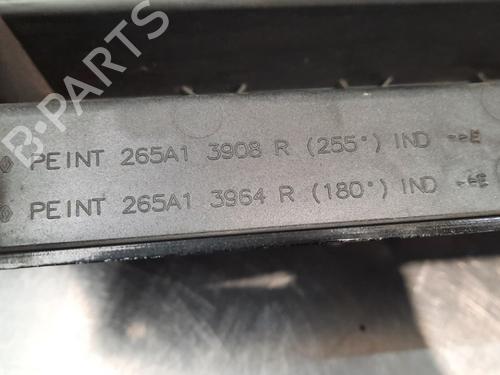 B-PARTS
PEINT 265A1 3908 R (255°) IND --E
PEINT 265A1 3964 R (180°) IND --E